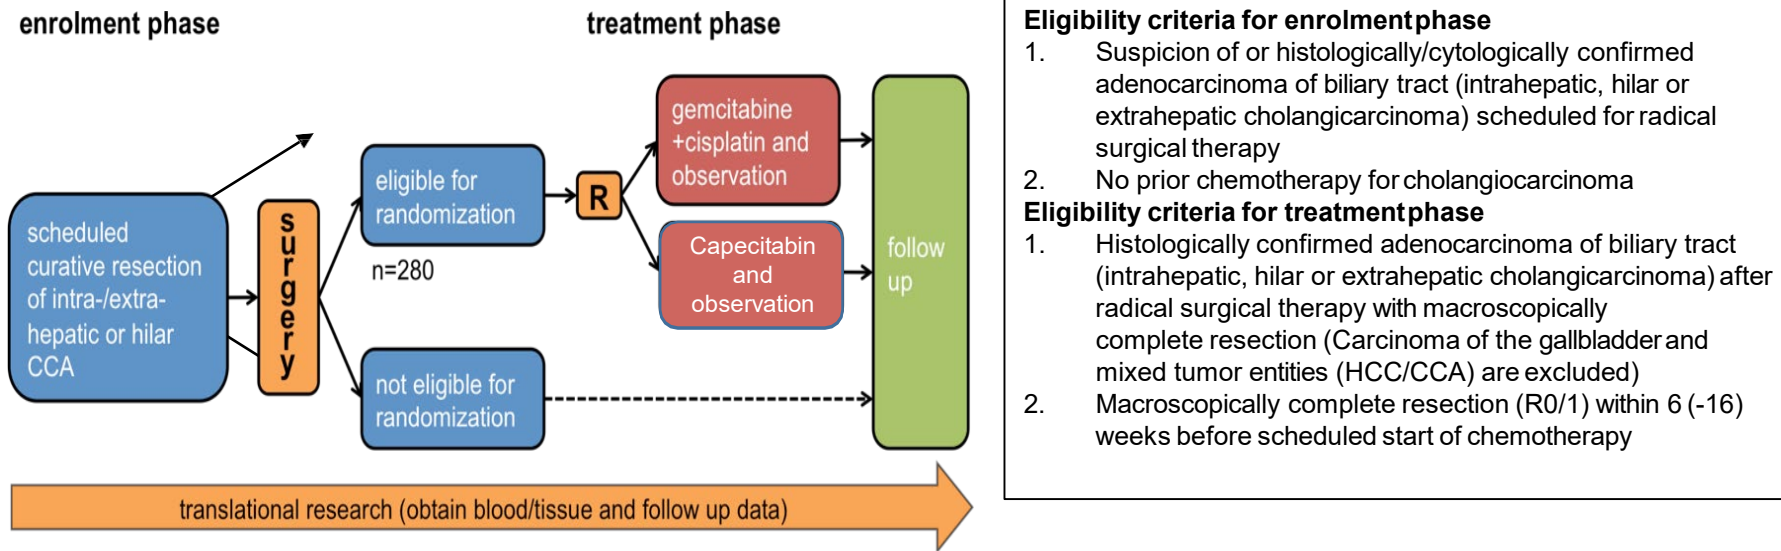 enrolment phase
treatment phase
scheduled
curative resection
of intra-/extra-
hepatic or hilar
CCA
surgery
eligible for
randomization
n=280
not eligible for
randomization
R
gemcitabine
+cisplatin and
observation
Capecitabin
and
observation
follow
up
translational research (obtain blood/tissue and follow up data)
Eligibility criteria for enrolment phase
1. Suspicion of or histologically/cytologically confirmed
adenocarcinoma of biliary tract (intrahepatic, hilar or
extrahepatic cholangicarcinoma) scheduled for radical
surgical therapy
2. No prior chemotherapy for cholangiocarcinoma
Eligibility criteria for treatment phase
1. Histologically confirmed adenocarcinoma of biliary tract
(intrahepatic, hilar or extrahepatic cholangicarcinoma) after
radical surgical therapy with macroscopically
complete resection (Carcinoma of the gallbladder and
mixed tumor entities (HCC/CCA) are excluded)
2. Macroscopically complete resection (R0/1) within 6 (-16)
weeks before scheduled start of chemotherapy